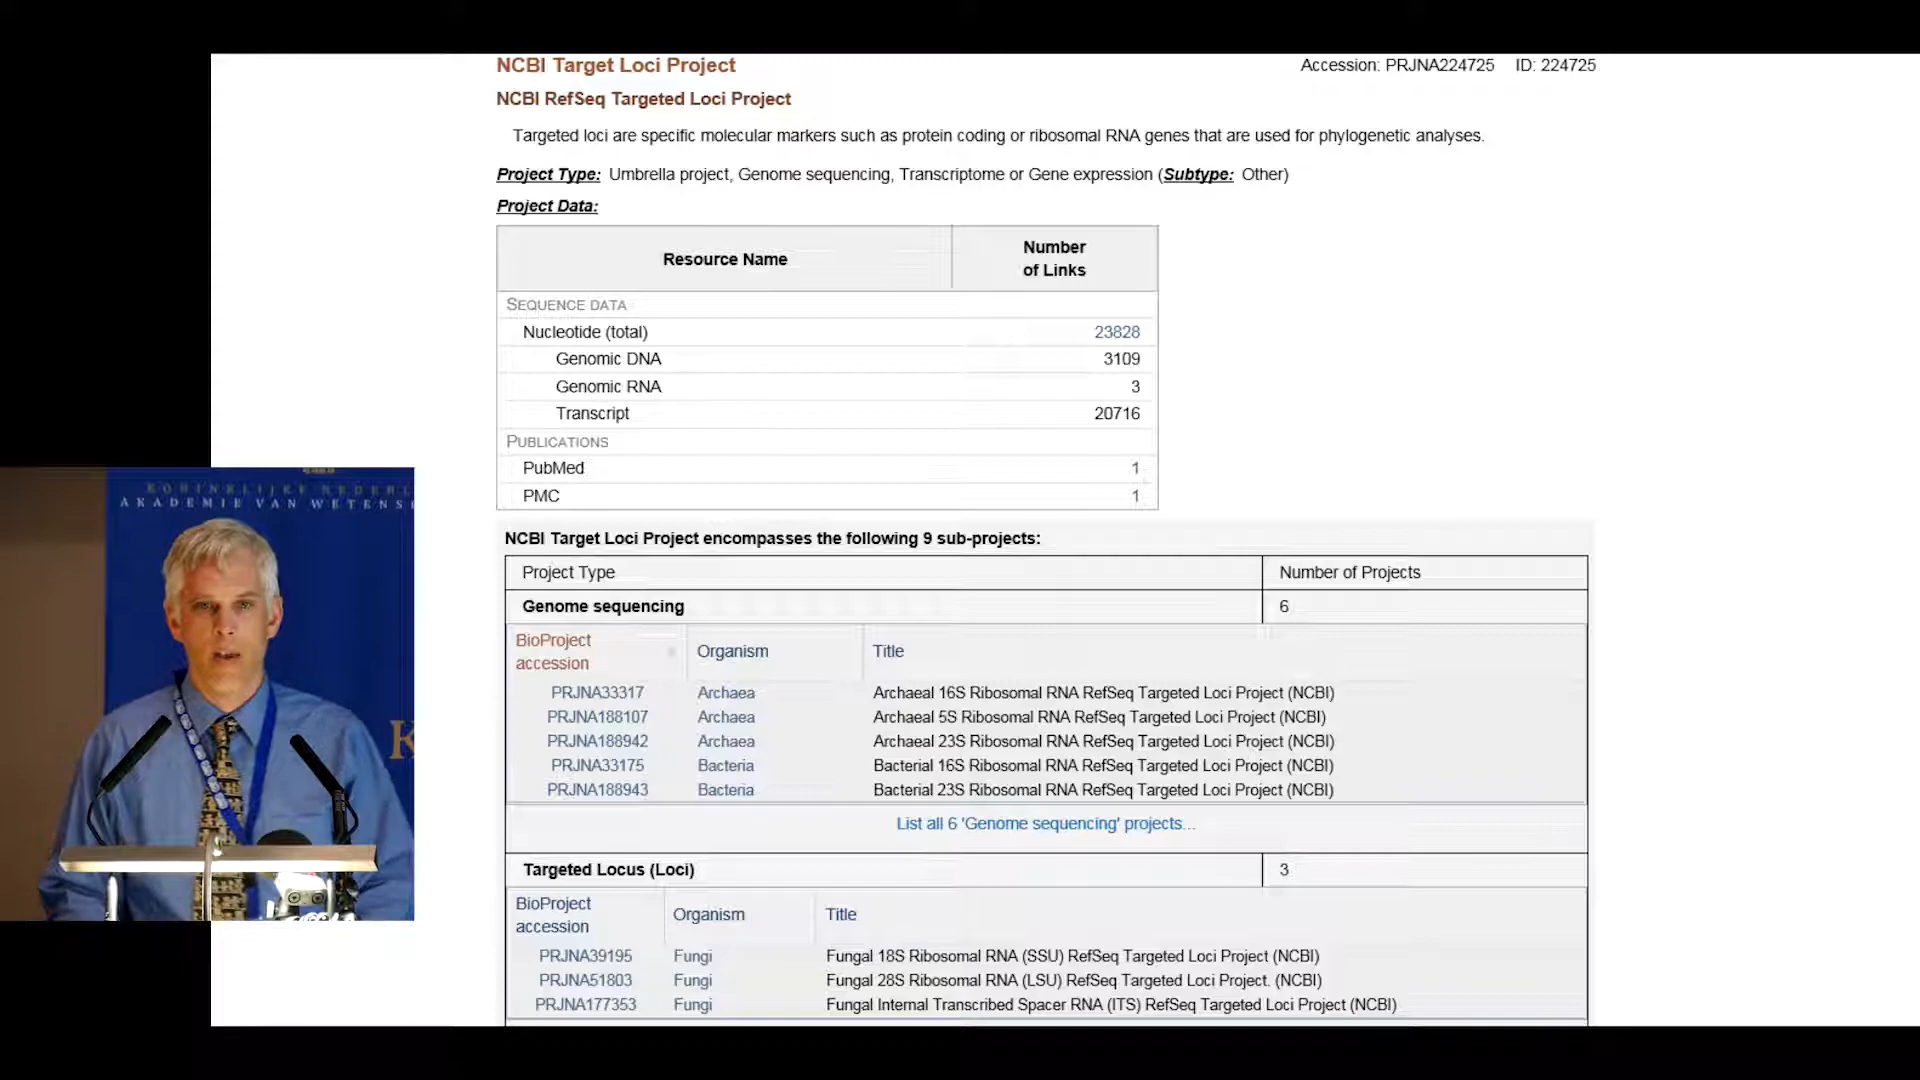 NCBI Target Loci Project
Accession: PRJNA224725 ID: 224725
NCBI RefSeq Targeted Loci Project
Targeted loci are specific molecular markers such as protein coding or ribosomal RNA genes that are used for phylogenetic analyses.
Project Type: Umbrella project, Genome sequencing, Transcriptome or Gene expression (Subtype: Other)
Project Data:
Resource Name Number of Links
SEQUENCE DATA
Nucleotide (total) 23828
Genomic DNA 3109
Genomic RNA 3
Transcript 20716
PUBLICATIONS
PubMed 1
PMC 1
NCBI Target Loci Project encompasses the following 9 sub-projects:
Project Type Number of Projects
Genome sequencing 6
BioProject accession Organism Title
PRJNA33317 Archaea Archaeal 16S Ribosomal RNA RefSeq Targeted Loci Project (NCBI)
PRJNA188107 Archaea Archaeal 5S Ribosomal RNA RefSeq Targeted Loci Project (NCBI)
PRJNA188942 Archaea Archaeal 23S Ribosomal RNA RefSeq Targeted Loci Project (NCBI)
PRJNA33175 Bacteria Bacterial 16S Ribosomal RNA RefSeq Targeted Loci Project (NCBI)
PRJNA188943 Bacteria Bacterial 23S Ribosomal RNA RefSeq Targeted Loci Project (NCBI)
List all 6 'Genome sequencing' projects...
Targeted Locus (Loci) 3
BioProject accession Organism Title
PRJNA39195 Fungi Fungal 18S Ribosomal RNA (SSU) RefSeq Targeted Loci Project (NCBI)
PRJNA51803 Fungi Fungal 28S Ribosomal RNA (LSU) RefSeq Targeted Loci Project. (NCBI)
PRJNA177353 Fungi Fungal Internal Transcribed Spacer RNA (ITS) RefSeq Targeted Loci Project (NCBI)
AKADEMIE VAN WETENS
K